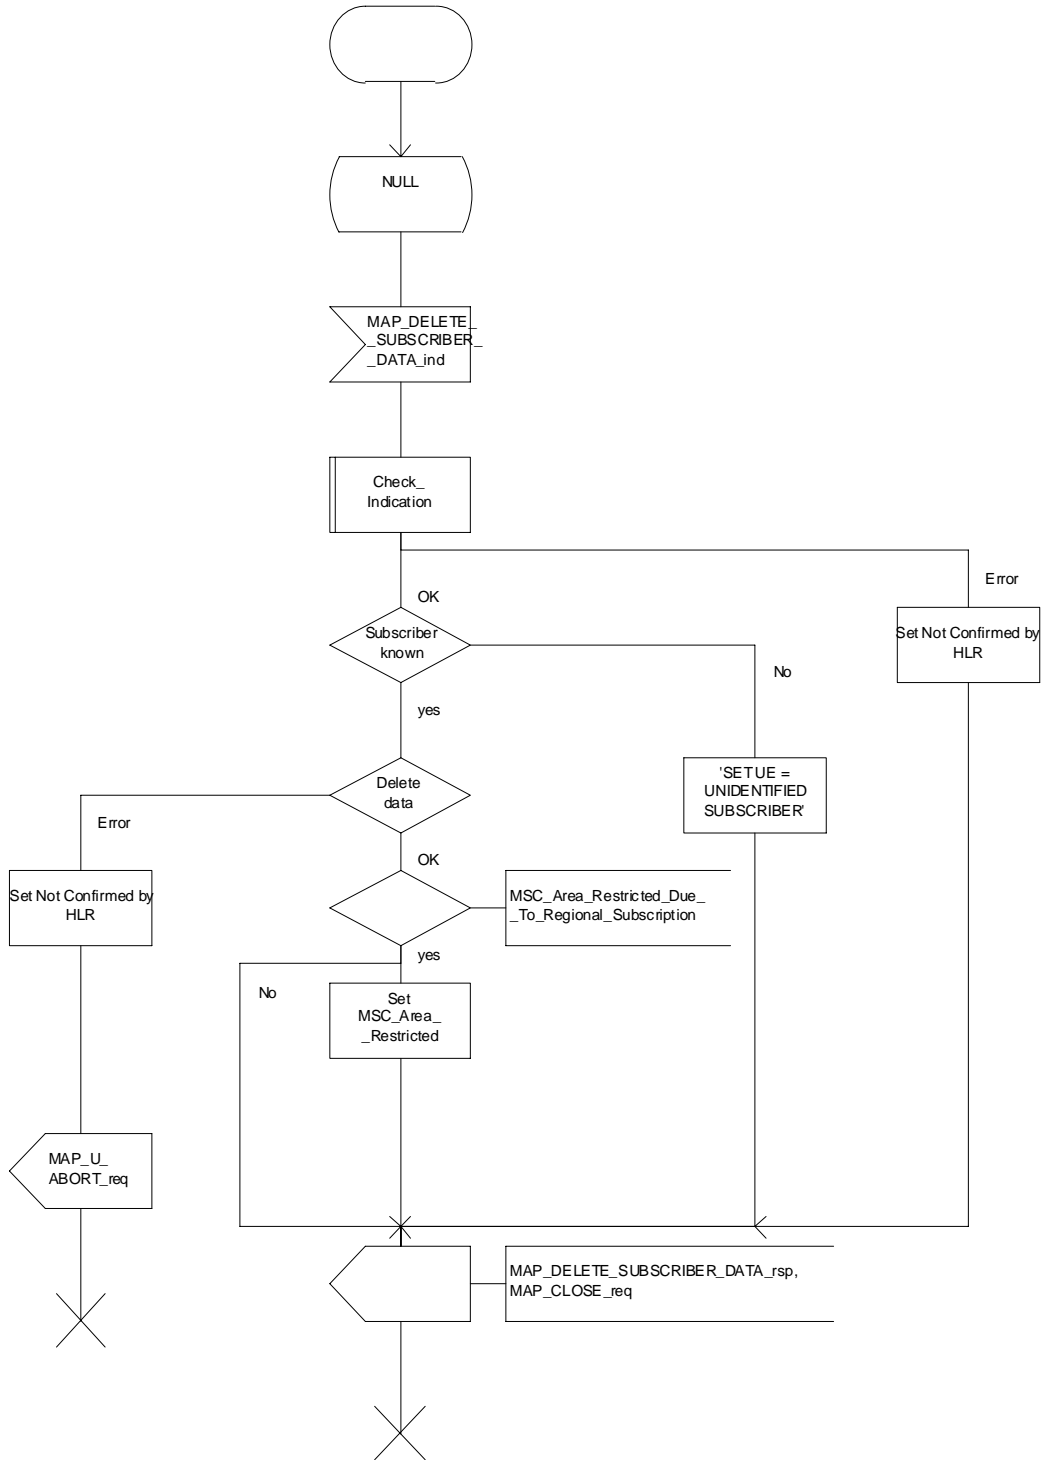 NULL
MAP_DELETE_
_SUBSCRIBER_
_DATA_ind
Check_
Indication
Error
OK
Subscriber
known
Set Not Confirmed by
HLR
No
yes
'SET UE =
UNIDENTIFIED
SUBSCRIBER'
Delete
data
Error
OK
Set Not Confirmed by
HLR
MSC_Area_Restricted_Due_
_To_Regional_Subscription
yes
No
Set
MSC_Area_
_Restricted
MAP_U_
ABORT_req
MAP_DELETE_SUBSCRIBER_DATA_rsp,
MAP_CLOSE_req